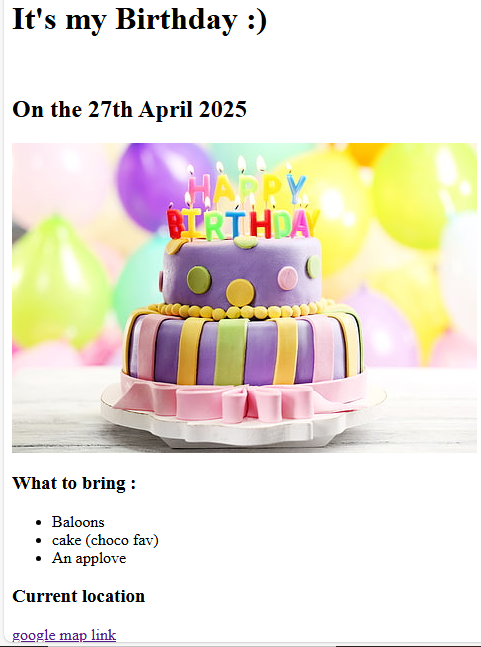 It's my Birthday :)
On the 27th April 2025
HAPPY
BIRTHDAY
What to bring :
Baloons
cake (choco fav)
An applove
Current location
google map link